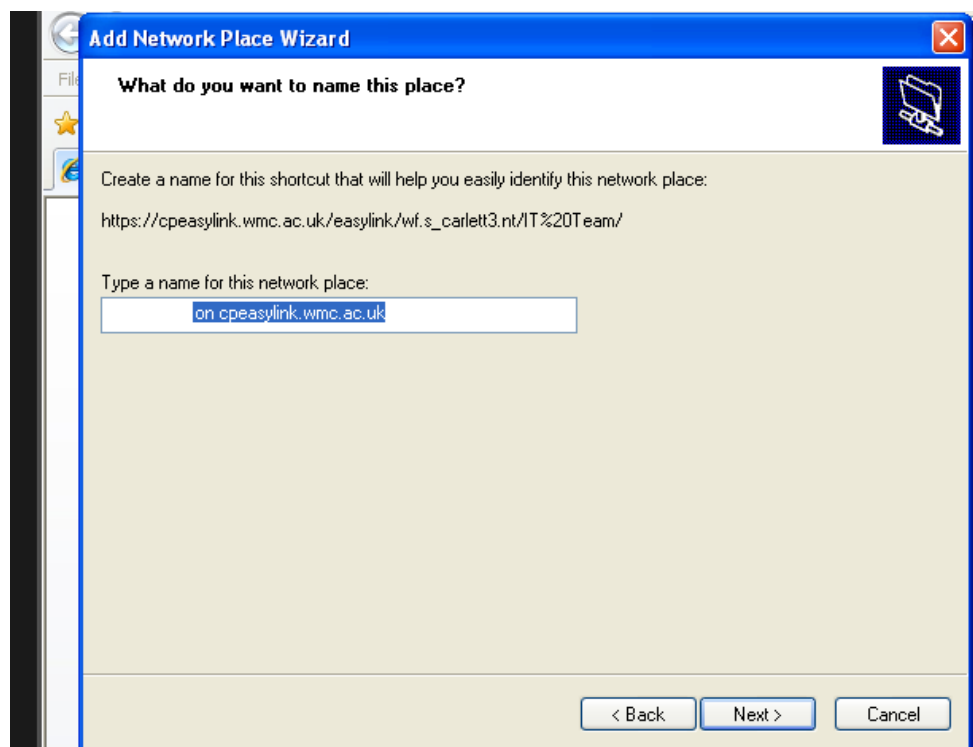 Add Network Place Wizard
File
What do you want to name this place?
Create a name for this shortcut that will help you easily identify this network place:
https://cpeasylink.wmc.ac.uk/easylink/wf.s_carlett3.nt/IT%20Team/
Type a name for this network place:
on cpeasylink.wmc.ac.uk
< Back
Next >
Cancel